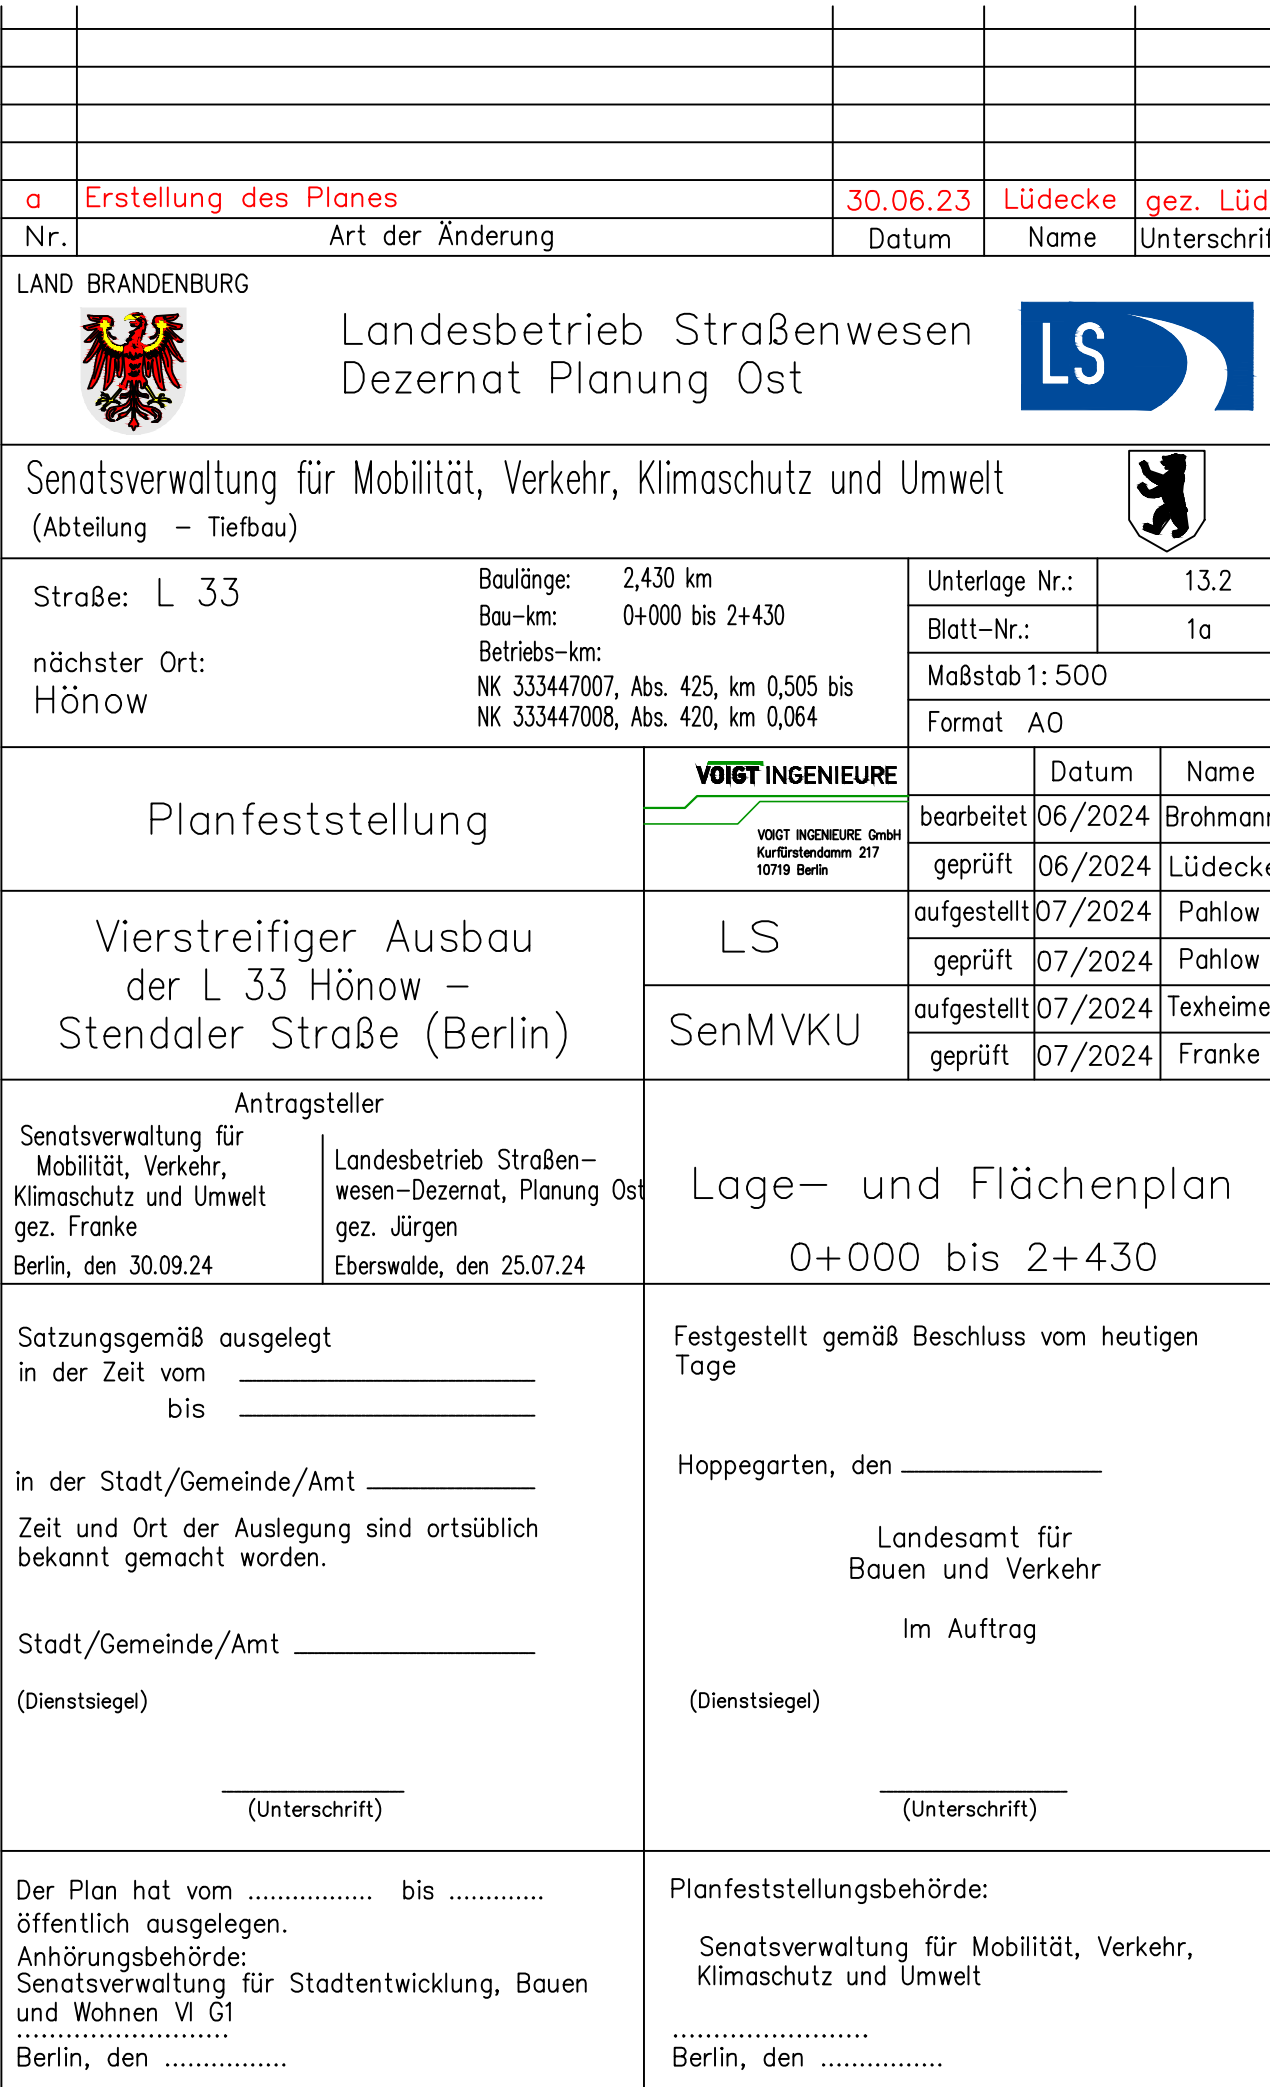 a Erstellung des Planes 30.06.23 Lüdecke gez. Lüd
Nr. Art der Änderung Datum Name Unterschrif
LAND BRANDENBURG
Landesbetrieb Straßenwesen
Dezernat Planung Ost
LS
Senatsverwaltung für Mobilität, Verkehr, Klimaschutz und Umwelt
(Abteilung – Tiefbau)
Straße: L 33
nächster Ort:
Hönow
Baulänge: 2,430 km
Bau-km: 0+000 bis 2+430
Betriebs-km:
NK 333447007, Abs. 425, km 0,505 bis
NK 333447008, Abs. 420, km 0,064
Unterlage Nr.: 13.2
Blatt-Nr.: 1a
Maßstab 1: 500
Format A0
Planfeststellung
VOIGT INGENIEURE
VOIGT INGENIEURE GmbH
Kurfürstendamm 217
10719 Berlin
Datum Name
bearbeitet 06/2024 Brohmann
geprüft 06/2024 Lüdecke
Vierstreifiger Ausbau
der L 33 Hönow –
Stendaler Straße (Berlin)
LS
aufgestellt 07/2024 Pahlow
geprüft 07/2024 Pahlow
SenMVKU
aufgestellt 07/2024 Texheime
geprüft 07/2024 Franke
Antragsteller
Senatsverwaltung für
Mobilität, Verkehr,
Klimaschutz und Umwelt
gez. Franke
Berlin, den 30.09.24
Landesbetrieb Straßen-
wesen-Dezernat, Planung Ost
gez. Jürgen
Eberswalde, den 25.07.24
Lage- und Flächenplan
0+000 bis 2+430
Satzungsgemäß ausgelegt
in der Zeit vom
bis
in der Stadt/Gemeinde/Amt
Zeit und Ort der Auslegung sind ortsüblich
bekannt gemacht worden.
Stadt/Gemeinde/Amt
(Dienstsiegel)
(Unterschrift)
Festgestellt gemäß Beschluss vom heutigen
Tage
Hoppegarten, den
Landesamt für
Bauen und Verkehr
Im Auftrag
(Dienstsiegel)
(Unterschrift)
Der Plan hat vom ................. bis .............
öffentlich ausgelegen.
Anhörungsbehörde:
Senatsverwaltung für Stadtentwicklung, Bauen
und Wohnen VI G1
..........................
Berlin, den ................
Planfeststellungsbehörde:
Senatsverwaltung für Mobilität, Verkehr,
Klimaschutz und Umwelt
........................
Berlin, den ................